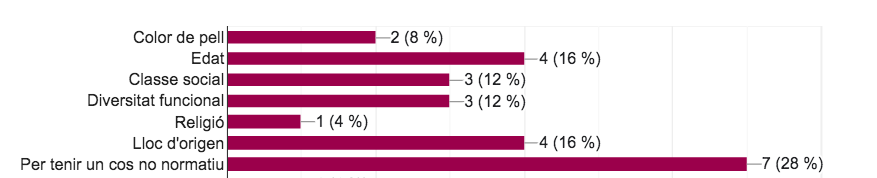 Color de pell 2 (8 %)
Edat 4 (16 %)
Classe social 3 (12 %)
Diversitat funcional 3 (12 %)
Religió 1 (4 %)
Lloc d'origen 4 (16 %)
Per tenir un cos no normatiu 7 (28 %)